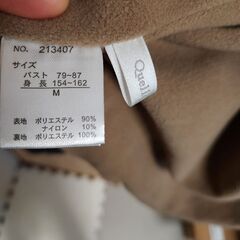 NO. 213407
サイズ
バスト 79~87
身長 154~162
M
表地 ポリエステル 90%
ナイロン 10%
裏地 ポリエステル 100%
Quell